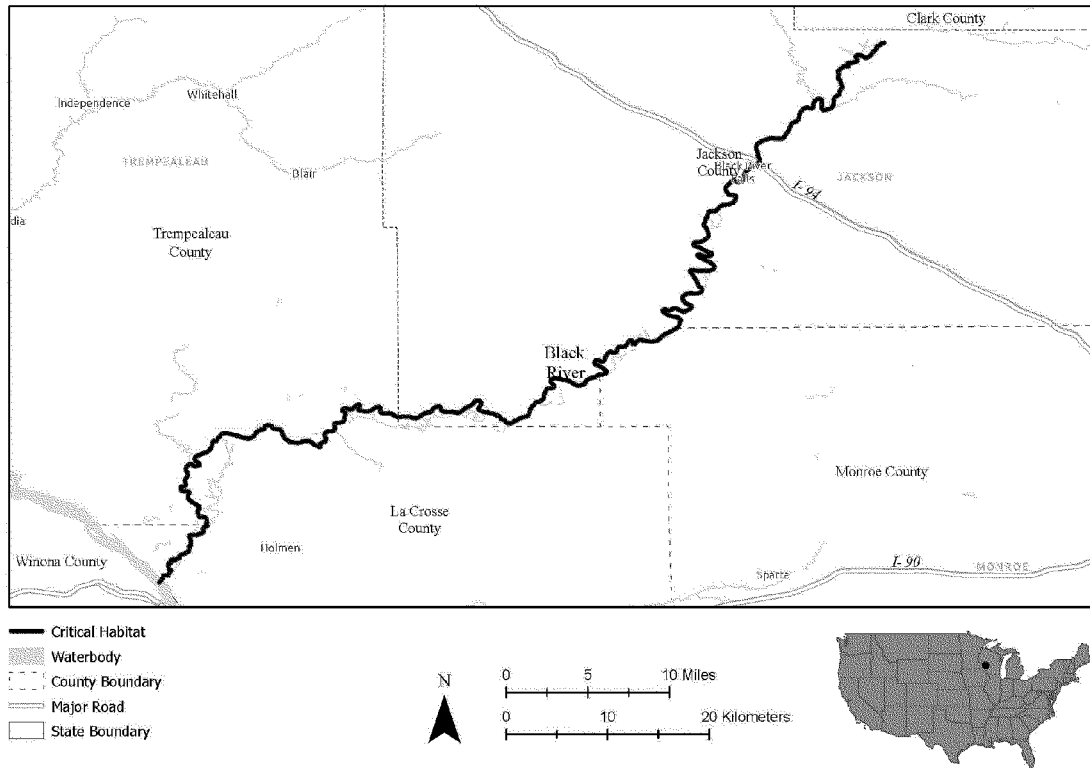 Clark County
Independence
Whitehall
TREMPEALEAU
Blair
Jackson
County
Black River
Falls
JACKSON
I-94
dia
Trempealeau
County
Black
River
Monroe County
La Crosse
County
Holmen
Winona County
Sparta
I-90
MONROE
Critical Habitat
Waterbody
County Boundary
Major Road
State Boundary
N
0 5 10 Miles
0 10 20 Kilometers